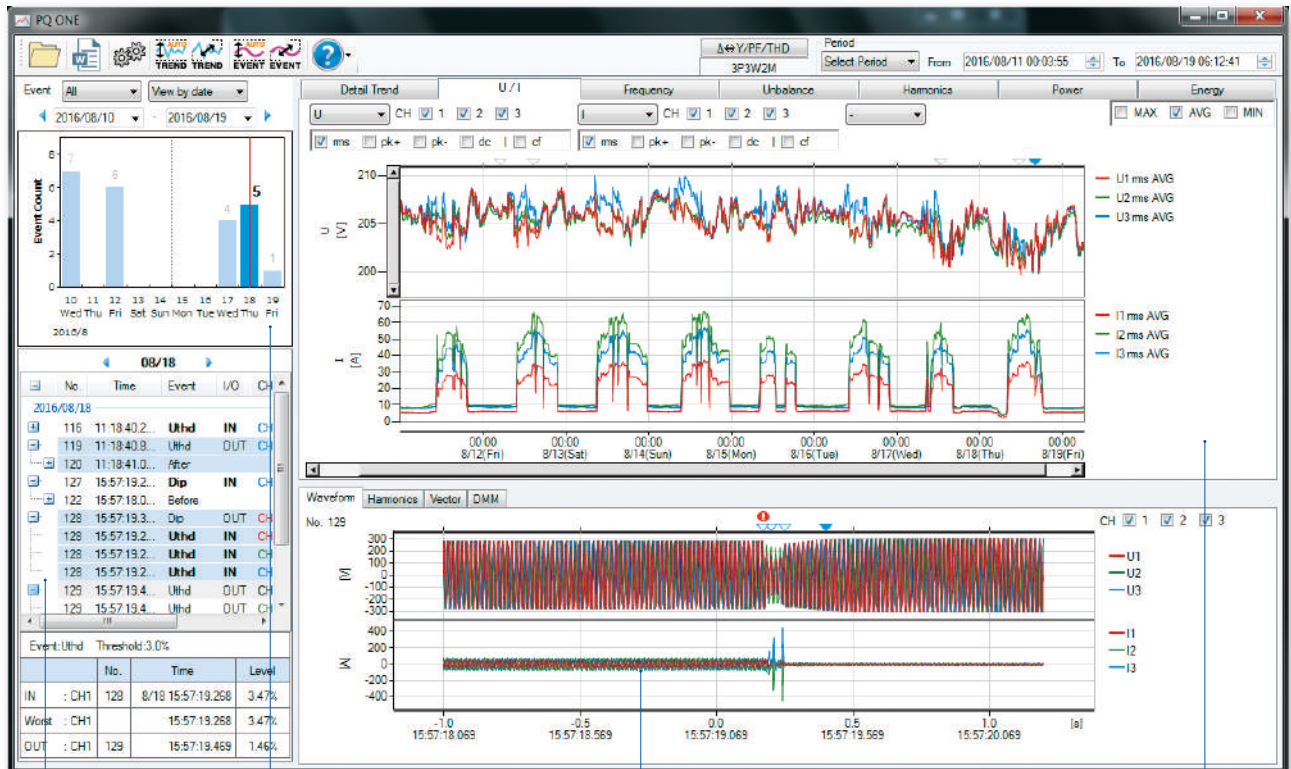 PQ ONE
AUTO TREND TREND AUTO EVENT EVENT
Δ⇔Y/PF/THD
3P3W2M
Period
Select Period From 2016/08/11 00:03:55 To 2016/08/19 06:12:41
Event All View by date
2016/08/10 - 2016/08/19
Detail Trend U / I Frequency Unbalance Harmonics Power Energy
U CH 1 2 3 I CH 1 2 3 - MAX AVG MIN
rms pk+ pk- dc | cf rms pk+ pk- dc | cf
Event Count
8
6
4
2
0
7 6 4 5 1
10 11 12 13 14 15 16 17 18 19
Wed Thu Fri Sat Sun Mon Tue Wed Thu Fri
2016/8
U [V]
210
205
200
U1 rms AVG
U2 rms AVG
U3 rms AVG
I [A]
70
60
50
40
30
20
10
0
I1 rms AVG
I2 rms AVG
I3 rms AVG
00:00 00:00 00:00 00:00 00:00 00:00 00:00 00:00
8/12(Fri) 8/13(Sat) 8/14(Sun) 8/15(Mon) 8/16(Tue) 8/17(Wed) 8/18(Thu) 8/19(Fri)
08/18
No. Time Event I/O CH
2016/08/18
116 11:18:40.2... Uthd IN CH
119 11:18:40.8... Uthd OUT CH
120 11:18:41.0... After
127 15:57:19.2... Dip IN CH
122 15:57:18.0... Before
128 15:57:19.3... Dip OUT CH
128 15:57:19.2... Uthd IN CH
128 15:57:19.2... Uthd IN CH
128 15:57:19.2... Uthd IN CH
129 15:57:19.4... Uthd OUT CH
129 15:57:19.4... Uthd OUT CH
Event:Uthd Threshold:3.0%
No. Time Level
IN : CH1 128 8/18 15:57:19.268 3.47%
Worst : CH1 15:57:19.268 3.47%
OUT : CH1 129 15:57:19.469 1.46%
Waveform Harmonics Vector DMM
No. 129
CH 1 2 3
[V]
300
200
100
0
-100
-200
-300
U1
U2
U3
[A]
400
200
0
-200
-400
I1
I2
I3
-1.0 -0.5 0.0 0.5 1.0 [s]
15:57:18.069 15:57:18.569 15:57:19.069 15:57:19.569 15:57:20.069